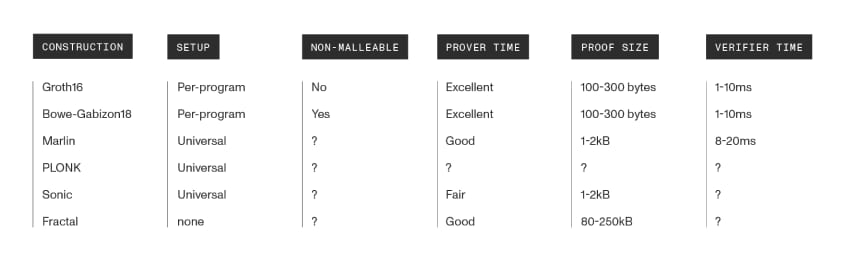 CONSTRUCTION SETUP NON-MALLEABLE PROVER TIME PROOF SIZE VERIFIER TIME
Groth16 Per-program No Excellent 100-300 bytes 1-10ms
Bowe-Gabizon18 Per-program Yes Excellent 100-300 bytes 1-10ms
Marlin Universal ? Good 1-2kB 8-20ms
PLONK Universal ? ? ? ?
Sonic Universal ? Fair 1-2kB ?
Fractal none ? Good 80-250kB ?